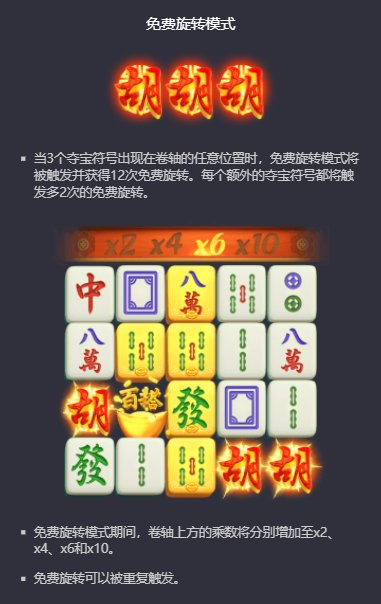 免费旋转模式
胡胡胡
当3个夺宝符号出现在卷轴的任意位置时，免费旋转模式将
被触发并获得12次免费旋转。每个额外的夺宝符号都将触
发多2次的免费旋转。
x2 x4 x6 x10
中 八萬
八萬 八萬
胡 百搭 發
發 胡 胡
免费旋转模式期间，卷轴上方的乘数将分别增加至x2、
x4、x6和x10。
免费旋转可以被重复触发。